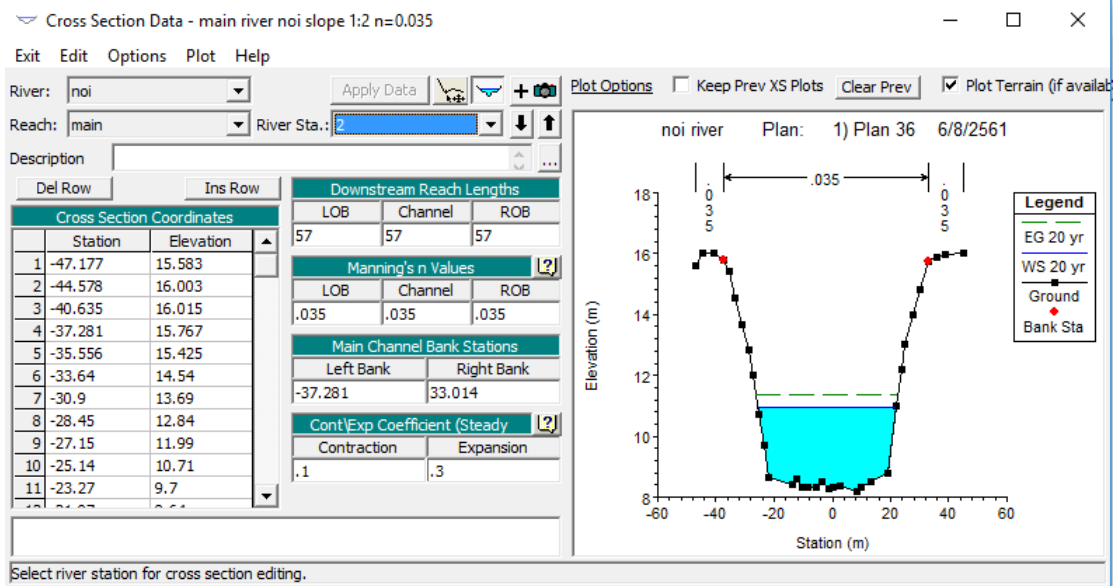 Cross Section Data - main river noi slope 1:2 n=0.035
Exit Edit Options Plot Help
River: noi
Apply Data
Reach: main
River Sta.: 2
Description
...
Del Row Ins Row
Cross Section Coordinates
Station Elevation
1 -47.177 15.583
2 -44.578 16.003
3 -40.635 16.015
4 -37.281 15.767
5 -35.556 15.425
6 -33.64 14.54
7 -30.9 13.69
8 -28.45 12.84
9 -27.15 11.99
10 -25.14 10.71
11 -23.27 9.7
Downstream Reach Lengths
LOB Channel ROB
57 57 57
Manning's n Values
LOB Channel ROB
.035 .035 .035
Main Channel Bank Stations
Left Bank Right Bank
-37.281 33.014
Cont\Exp Coefficient (Steady
Contraction Expansion
.1 .3
Plot Options Keep Prev XS Plots Clear Prev Plot Terrain (if availab
noi river Plan: 1) Plan 36 6/8/2561
.035 .035 .035
18
16
14
12
10
8
Elevation (m)
-60 -40 -20 0 20 40 60
Station (m)
Legend
EG 20 yr
WS 20 yr
Ground
Bank Sta
Select river station for cross section editing.